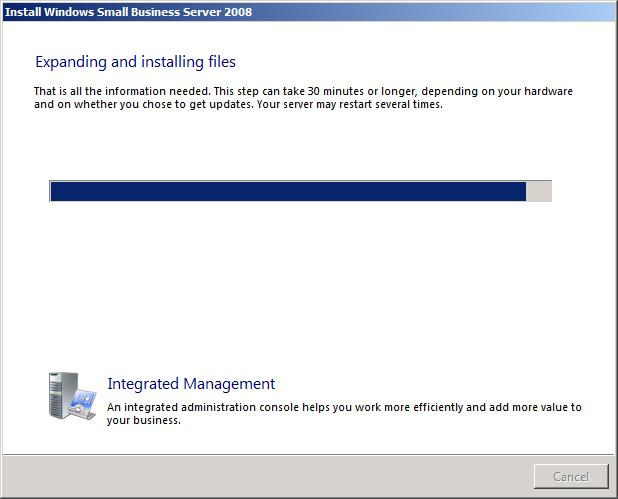 Install Windows Small Business Server 2008
Expanding and installing files
That is all the information needed. This step can take 30 minutes or longer, depending on your hardware
and on whether you chose to get updates. Your server may restart several times.
Integrated Management
An integrated administration console helps you work more efficiently and add more value to
your business.
Cancel